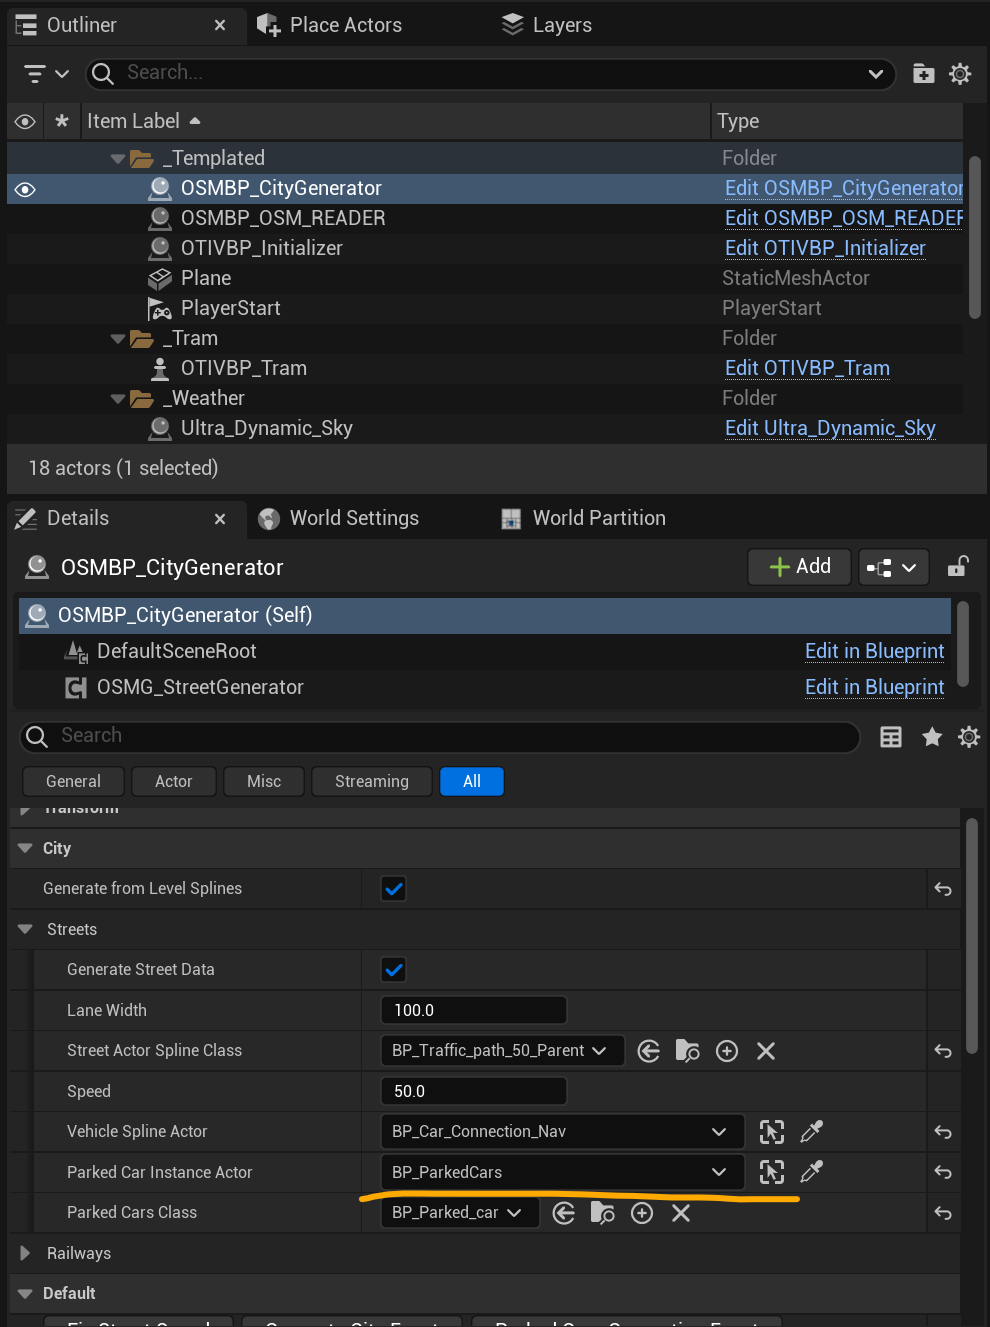 Outliner
Place Actors
Layers
Search...
Item Label
Type
_Templated
Folder
OSMBP_CityGenerator
Edit OSMBP_CityGenerator
OSMBP_OSM_READER
Edit OSMBP_OSM_READER
OTIVBP_Initializer
Edit OTIVBP_Initializer
Plane
StaticMeshActor
PlayerStart
PlayerStart
_Tram
Folder
OTIVBP_Tram
Edit OTIVBP_Tram
_Weather
Folder
Ultra_Dynamic_Sky
Edit Ultra_Dynamic_Sky
18 actors (1 selected)
Details
World Settings
World Partition
OSMBP_CityGenerator
Add
OSMBP_CityGenerator (Self)
DefaultSceneRoot
Edit in Blueprint
OSMG_StreetGenerator
Edit in Blueprint
Search
General
Actor
Misc
Streaming
All
Transform
City
Generate from Level Splines
Streets
Generate Street Data
Lane Width
100.0
Street Actor Spline Class
BP_Traffic_path_50_Parent
Speed
50.0
Vehicle Spline Actor
BP_Car_Connection_Nav
Parked Car Instance Actor
BP_ParkedCars
Parked Cars Class
BP_Parked_car
Railways
Default